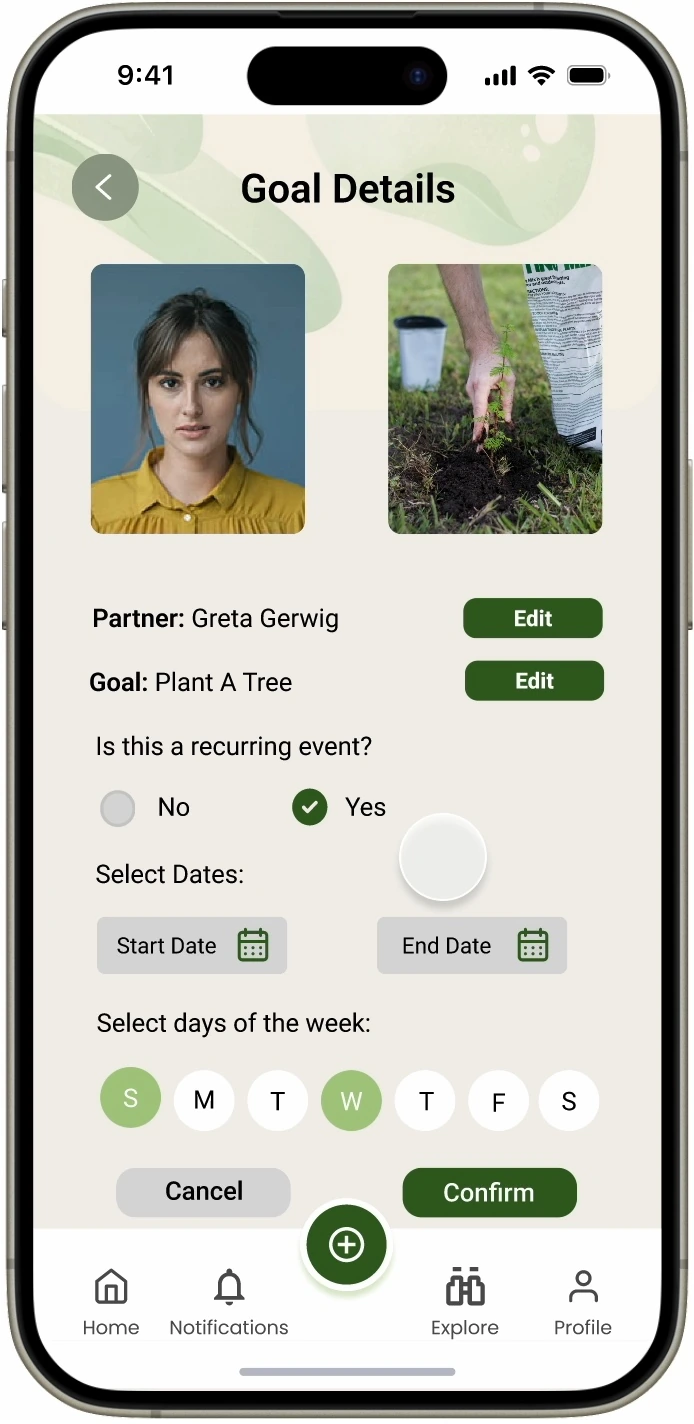 9:41
Goal Details
Partner: Greta Gerwig
Edit
Goal: Plant A Tree
Edit
Is this a recurring event?
No
Yes
Select Dates:
Start Date
End Date
Select days of the week:
S M T W T F S
Cancel
Confirm
Home
Notifications
Explore
Profile